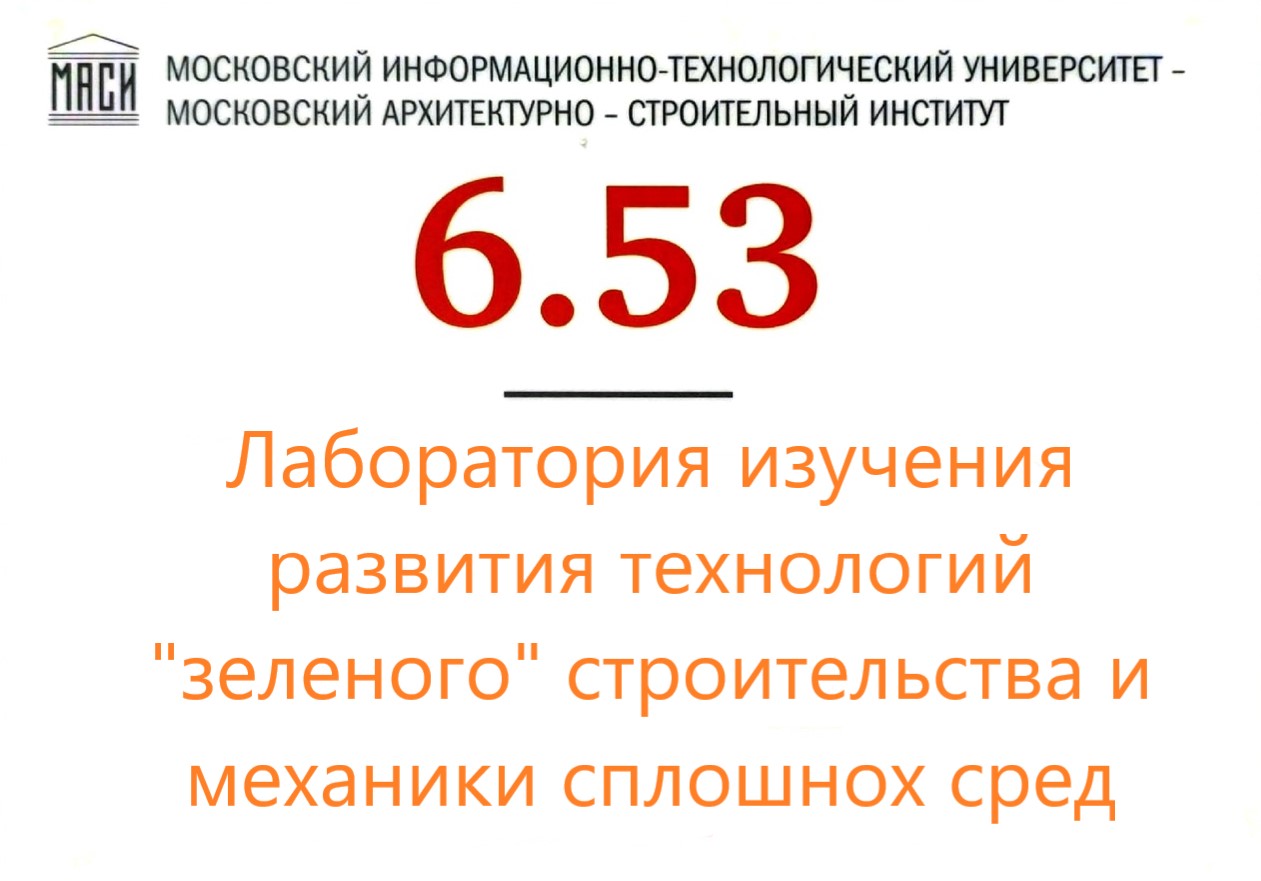 МАСИ
МОСКОВСКИЙ ИНФОРМАЦИОННО-ТЕХНОЛОГИЧЕСКИЙ УНИВЕРСИТЕТ –
МОСКОВСКИЙ АРХИТЕКТУРНО – СТРОИТЕЛЬНЫЙ ИНСТИТУТ
6.53
Лаборатория изучения
развития технологий
"зеленого" строительства и
механики сплошнох сред